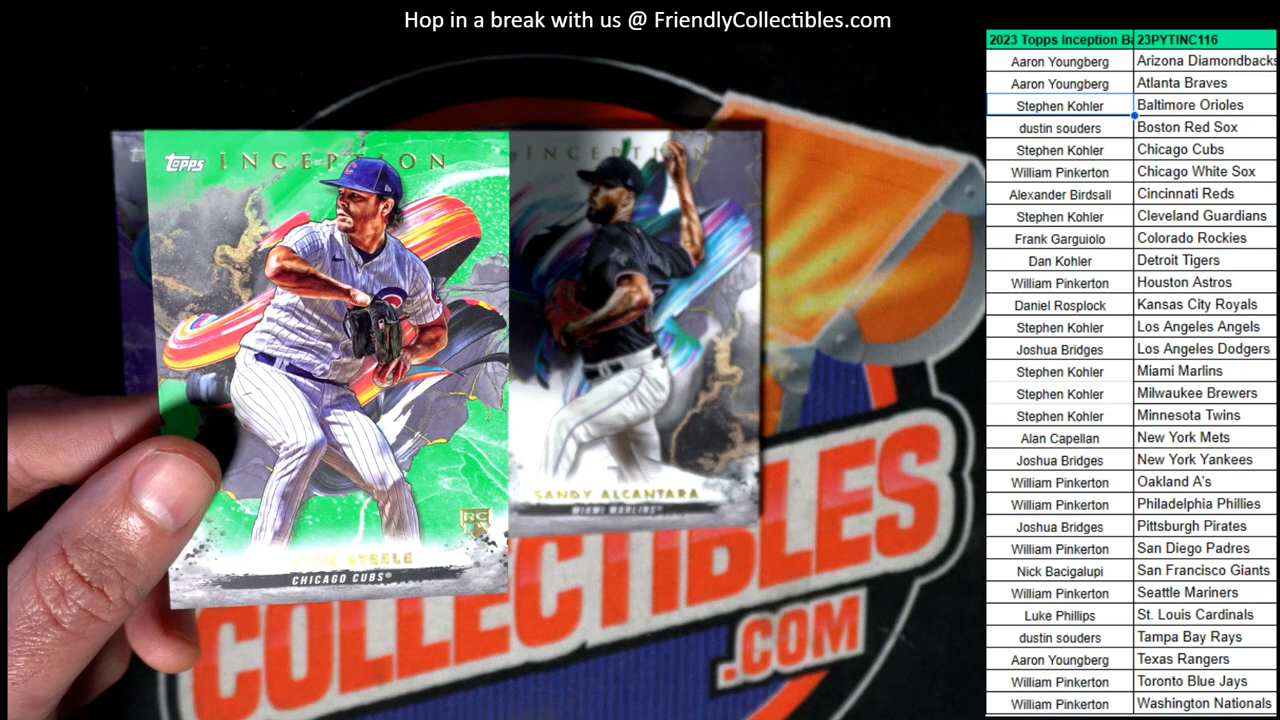 Hop in a break with us @ FriendlyCollectibles.com
Topps INCEPTION
INCEPTION
STEELE
CHICAGO CUBS®
RC
SANDY ALCANTARA
MIAMI MARLINS®
COLLECTIBLES
.COM
2023 Topps Inception Ba 23PYTINC116
Aaron Youngberg Arizona Diamondbacks
Aaron Youngberg Atlanta Braves
Stephen Kohler Baltimore Orioles
dustin souders Boston Red Sox
Stephen Kohler Chicago Cubs
William Pinkerton Chicago White Sox
Alexander Birdsall Cincinnati Reds
Stephen Kohler Cleveland Guardians
Frank Garguiolo Colorado Rockies
Dan Kohler Detroit Tigers
William Pinkerton Houston Astros
Daniel Rosplock Kansas City Royals
Stephen Kohler Los Angeles Angels
Joshua Bridges Los Angeles Dodgers
Stephen Kohler Miami Marlins
Stephen Kohler Milwaukee Brewers
Stephen Kohler Minnesota Twins
Alan Capellan New York Mets
Joshua Bridges New York Yankees
William Pinkerton Oakland A's
William Pinkerton Philadelphia Phillies
Joshua Bridges Pittsburgh Pirates
William Pinkerton San Diego Padres
Nick Bacigalupi San Francisco Giants
William Pinkerton Seattle Mariners
Luke Phillips St. Louis Cardinals
dustin souders Tampa Bay Rays
Aaron Youngberg Texas Rangers
William Pinkerton Toronto Blue Jays
William Pinkerton Washington Nationals